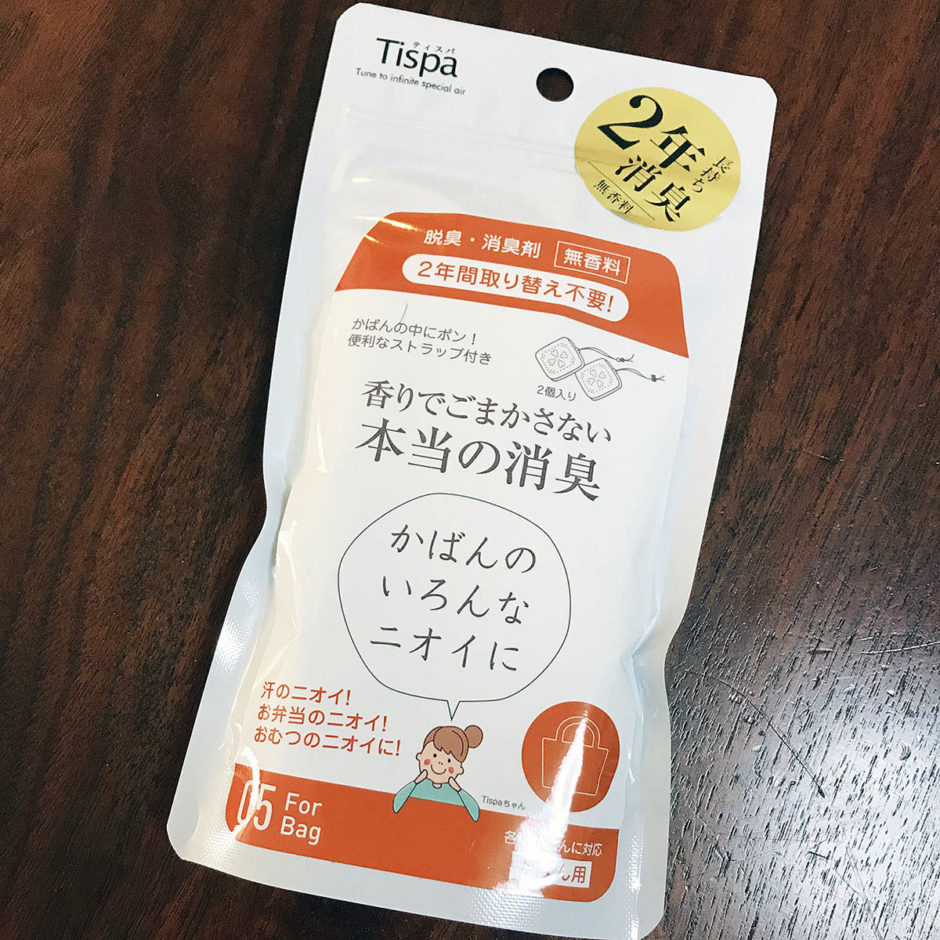 ティスパ
Tispa
Tune to infinite special air
2年
消臭
長持ち
無香料
脱臭・消臭剤 無香料
2年間取り替え不要!
かばんの中にポン!
便利なストラップ付き
2個入り
香りでごまかさない
本当の消臭
かばんの
いろんな
ニオイに
汗のニオイ!
お弁当のニオイ!
おむつのニオイに!
Tispaちゃん
05 For
Bag
に対応
用